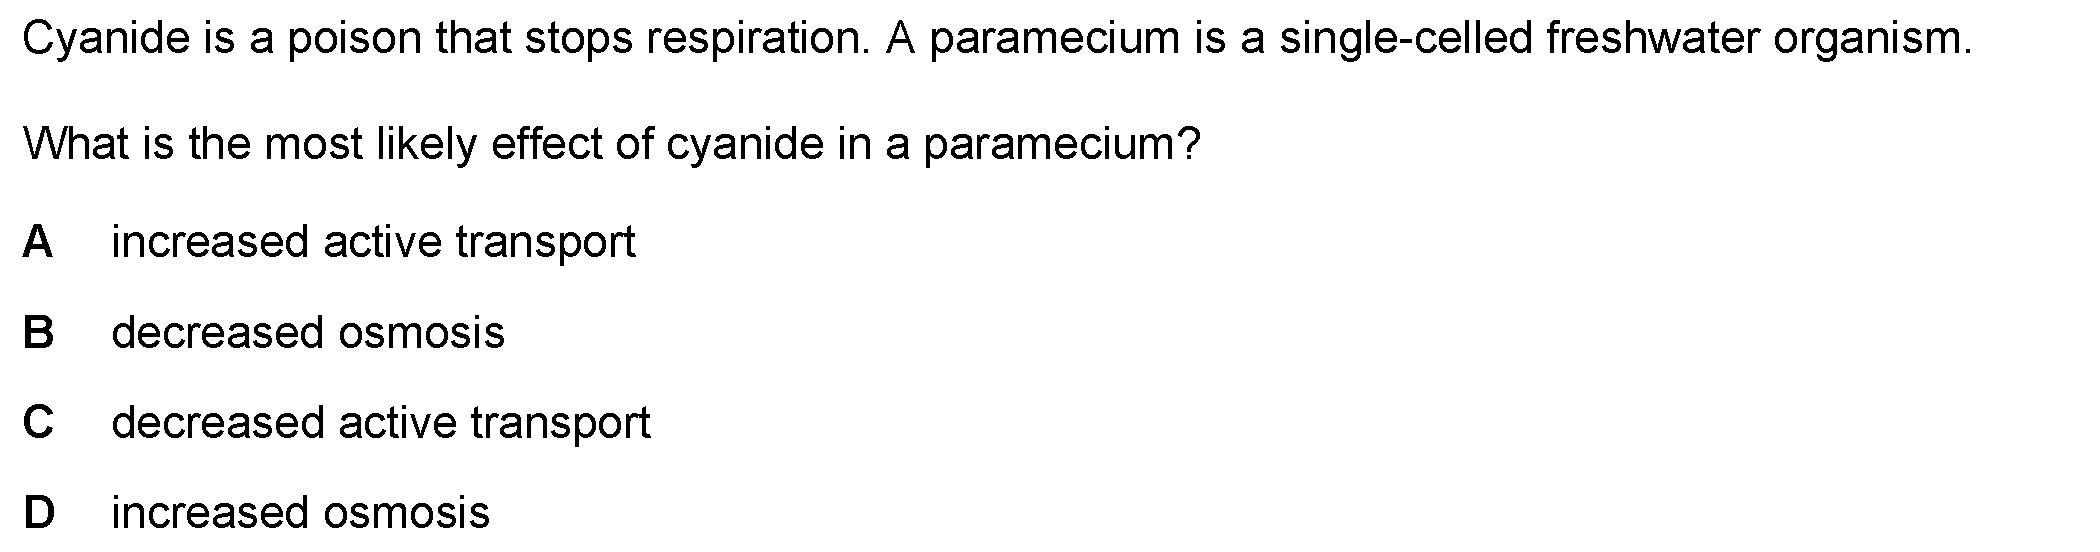 Cyanide is a poison that stops respiration. A paramecium is a single-celled freshwater organism.
What is the most likely effect of cyanide in a paramecium?
A increased active transport
B decreased osmosis
C decreased active transport
D increased osmosis